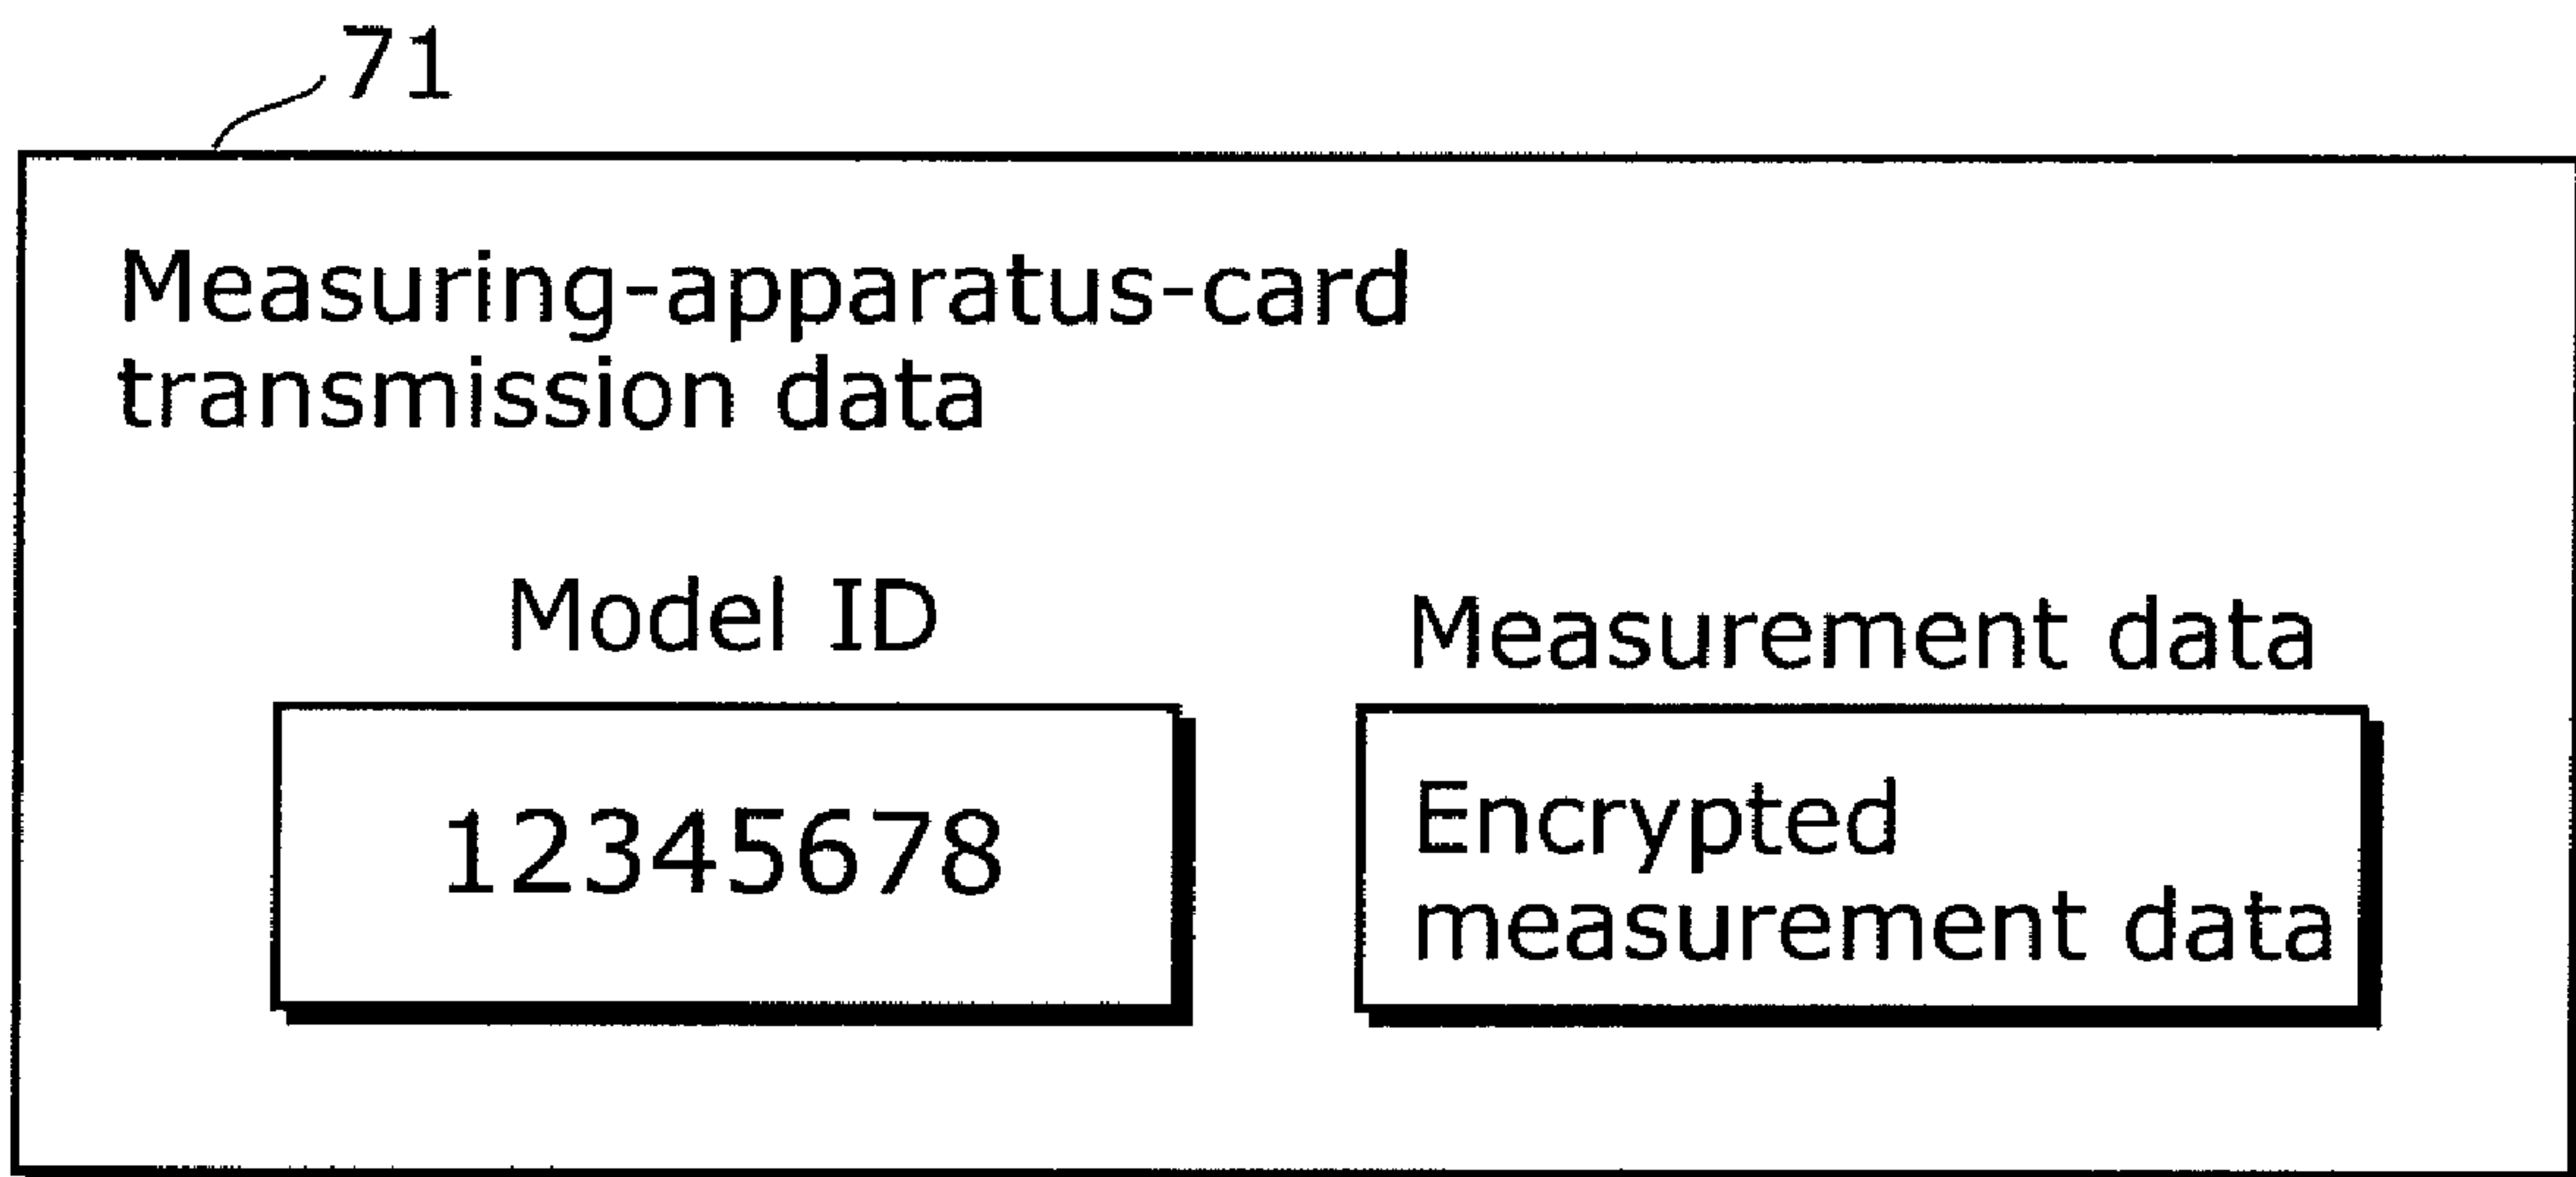 71
Measuring-apparatus-card
transmission data
Model ID
12345678
Measurement data
Encrypted
measurement data